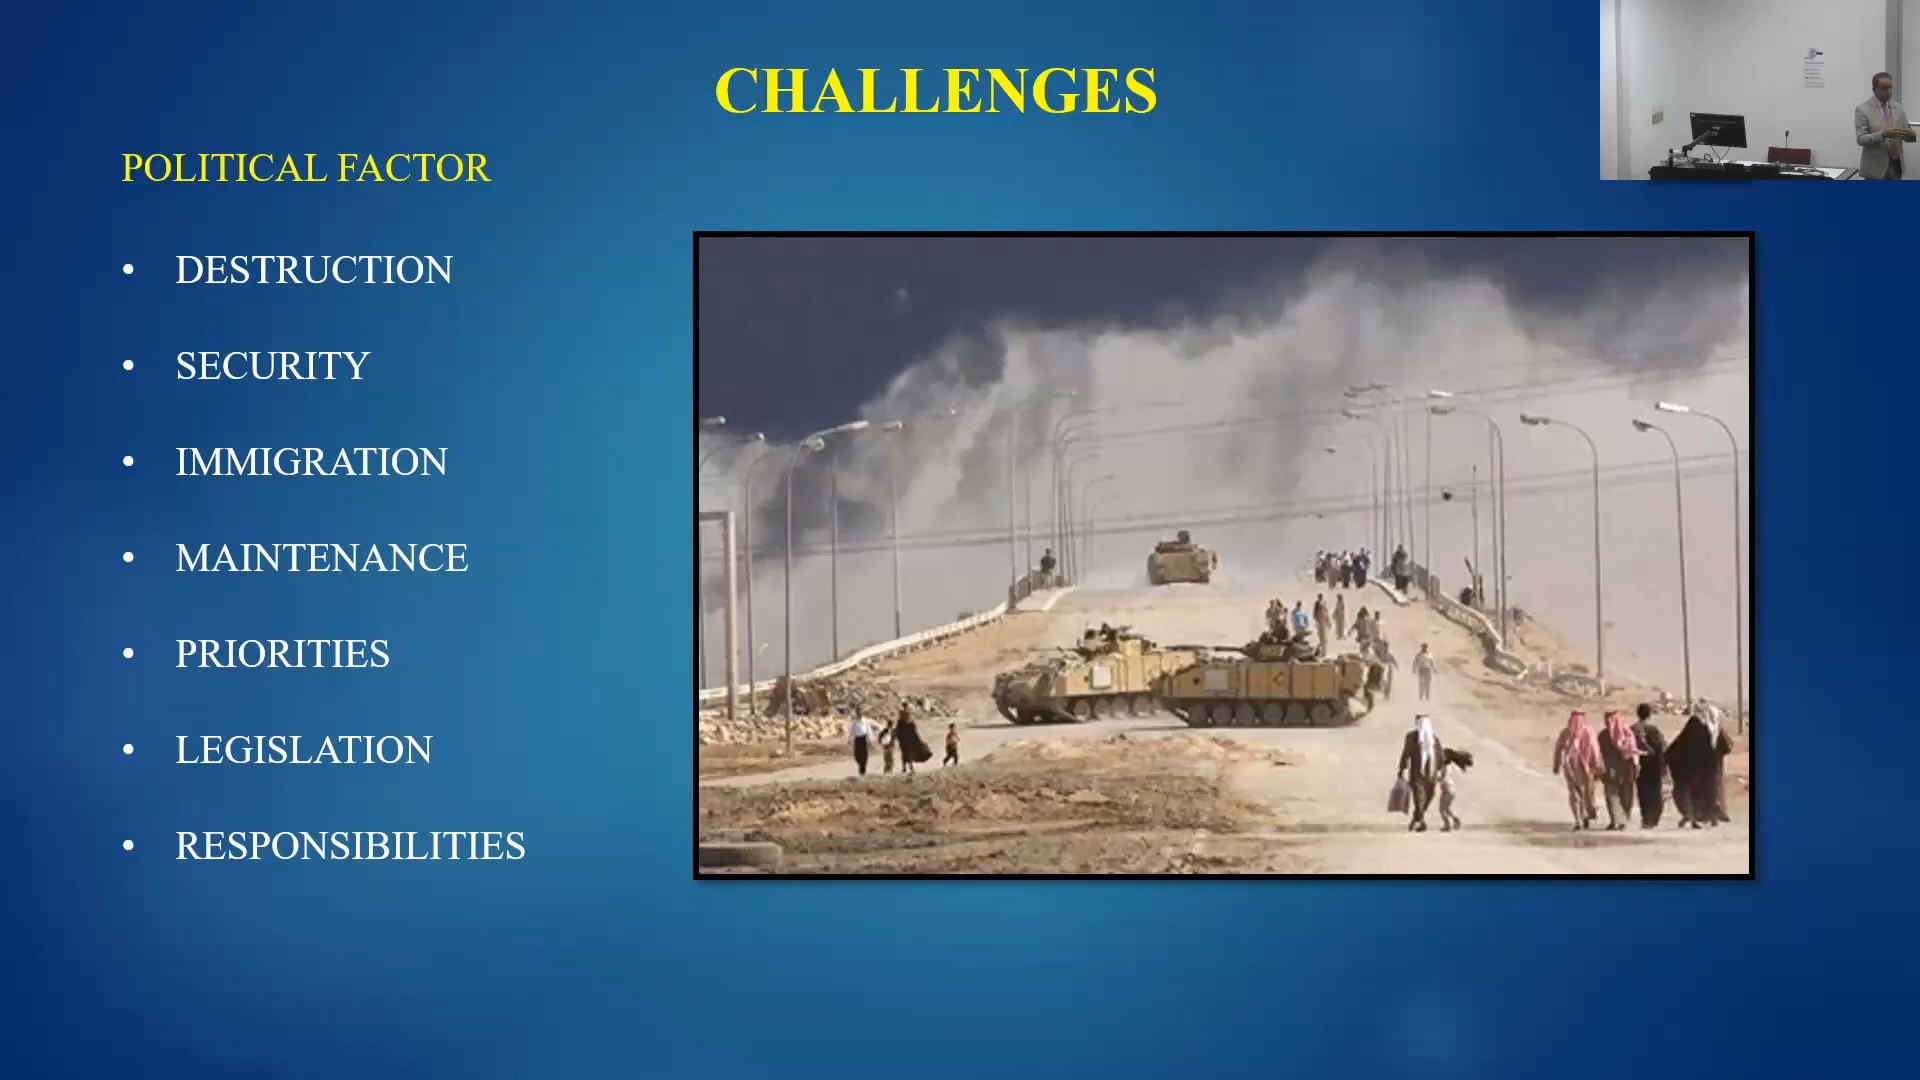 CHALLENGES
POLITICAL FACTOR
• DESTRUCTION
• SECURITY
• IMMIGRATION
• MAINTENANCE
• PRIORITIES
• LEGISLATION
• RESPONSIBILITIES